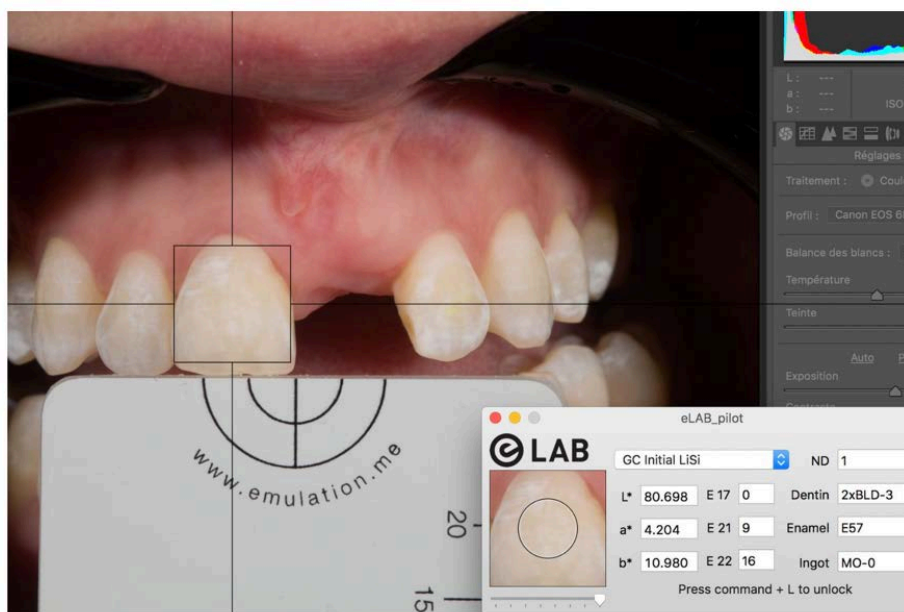 L :
---
a :
---
b :
---
ISO
Réglages
Traitement :
Coul
Profil :
Canon EOS 6
Balance des blancs :
Température
Teinte
Auto
P
Exposition
www.emulation.me
20
15
eLAB_pilot
e LAB
GC Initial LiSi
ND
1
L*
80.698
E 17
0
Dentin
2xBLD-3
a*
4.204
E 21
9
Enamel
E57
b*
10.980
E 22
16
Ingot
MO-0
Press command + L to unlock